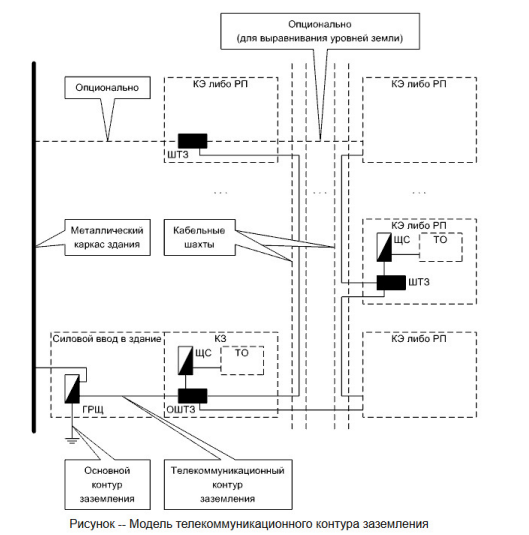 Опционально
(для выравнивания уровней земли)
Опционально
КЭ либо РП
КЭ либо РП
ШТЗ
. . .
. . .
. . .
Металлический
каркас здания
Кабельные
шахты
КЭ либо РП
ЩС
ТО
ШТЗ
Силовой ввод в здание
КЗ
КЭ либо РП
ЩС
ТО
ГРЩ
ОШТЗ
Основной
контур
заземления
Телекоммуникационный
контур
заземления
Рисунок -- Модель телекоммуникационного контура заземления